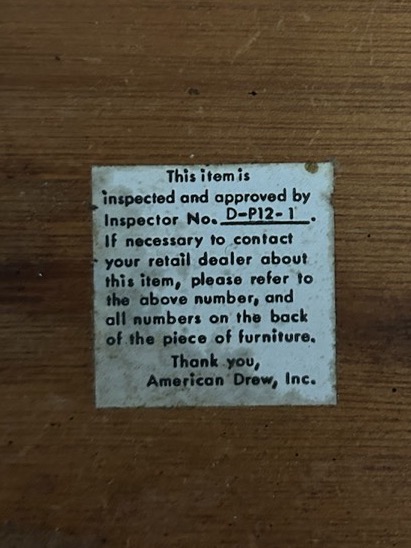 This item is
inspected and approved by
Inspector No. D-P12-1.
If necessary to contact
your retail dealer about
this item, please refer to
the above number, and
all numbers on the back
of the piece of furniture.
Thank you,
American Drew, Inc.